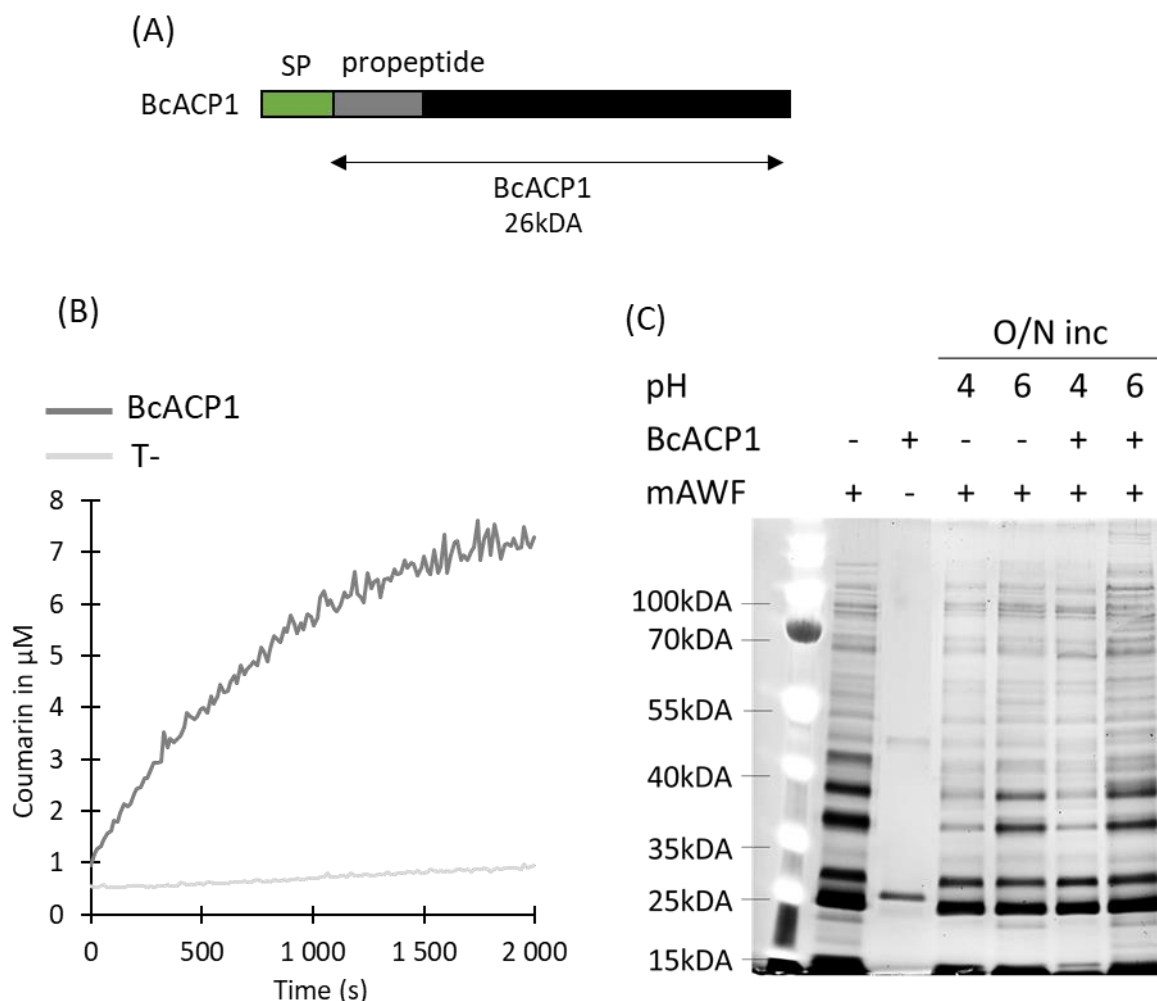 (A)
SP propeptide
BcACP1
BcACP1
26kDA
(B)
BcACP1
T-
Coumarin in µM
8
7
6
5
4
3
2
1
0
0 500 1 000 1 500 2 000
Time (s)
(C)
O/N inc
pH 4 6 4 6
BcACP1 - + - - + +
mAWF + - + + + +
100kDA
70kDA
55kDA
40kDA
35kDA
25kDA
15kDA